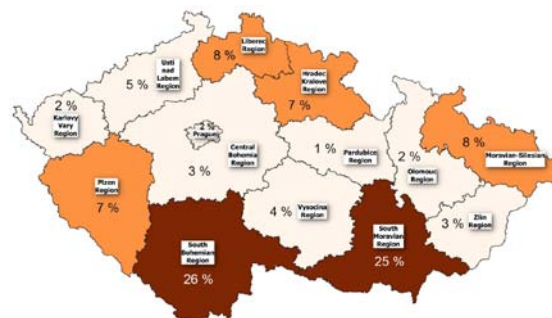 Liberec
Region
8 %
Usti
nad
Labem
Region
5 %
Hradec
Kralove
Region
7 %
2 %
Karlovy
Vary
Region
2 %
Prague
Central
Bohemia
Region
3 %
1 %
Pardubice
Region
8 %
Moravian-Silesian
Region
2 %
Olomouc
Region
Plzen
Region
7 %
Vysocina
Region
4 %
South
Moravian
Region
25 %
3 %
Zlin
Region
South
Bohemian
Region
26 %